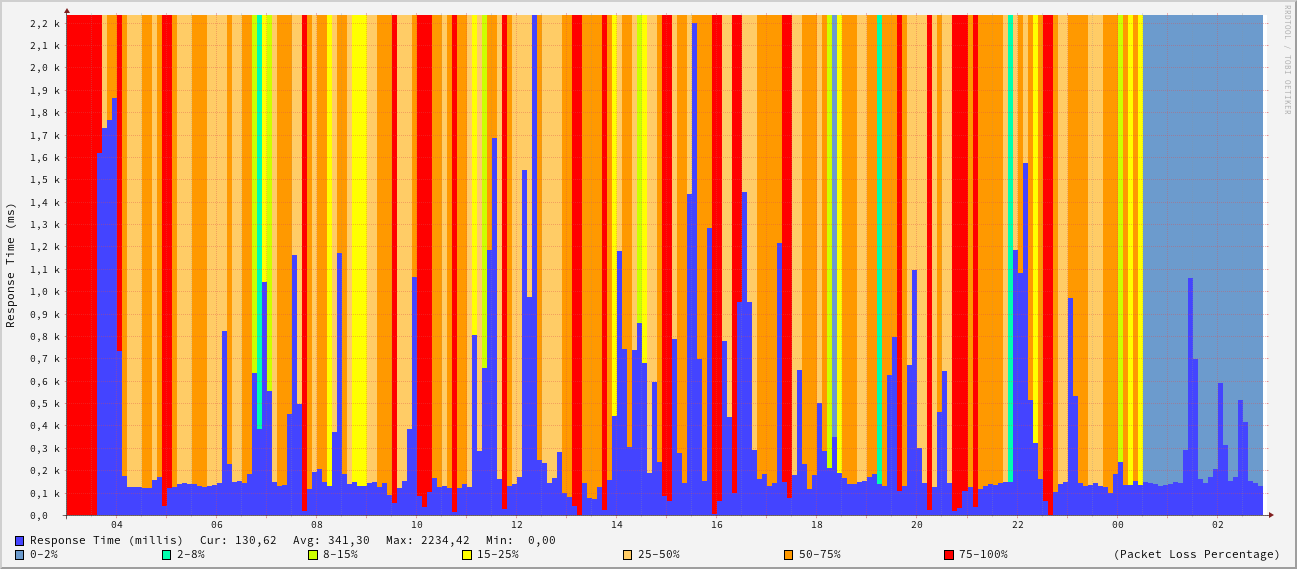 RRDTOOL / TOBI OETIKER
Response Time (ms)
2,2 k
2,1 k
2,0 k
1,9 k
1,8 k
1,7 k
1,6 k
1,5 k
1,4 k
1,3 k
1,2 k
1,1 k
1,0 k
0,9 k
0,8 k
0,7 k
0,6 k
0,5 k
0,4 k
0,3 k
0,2 k
0,1 k
0,0
04 06 08 10 12 14 16 18 20 22 00 02
Response Time (millis) Cur: 130,62 Avg: 341,30 Max: 2234,42 Min: 0,00
0-2% 2-8% 8-15% 15-25% 25-50% 50-75% 75-100% (Packet Loss Percentage)